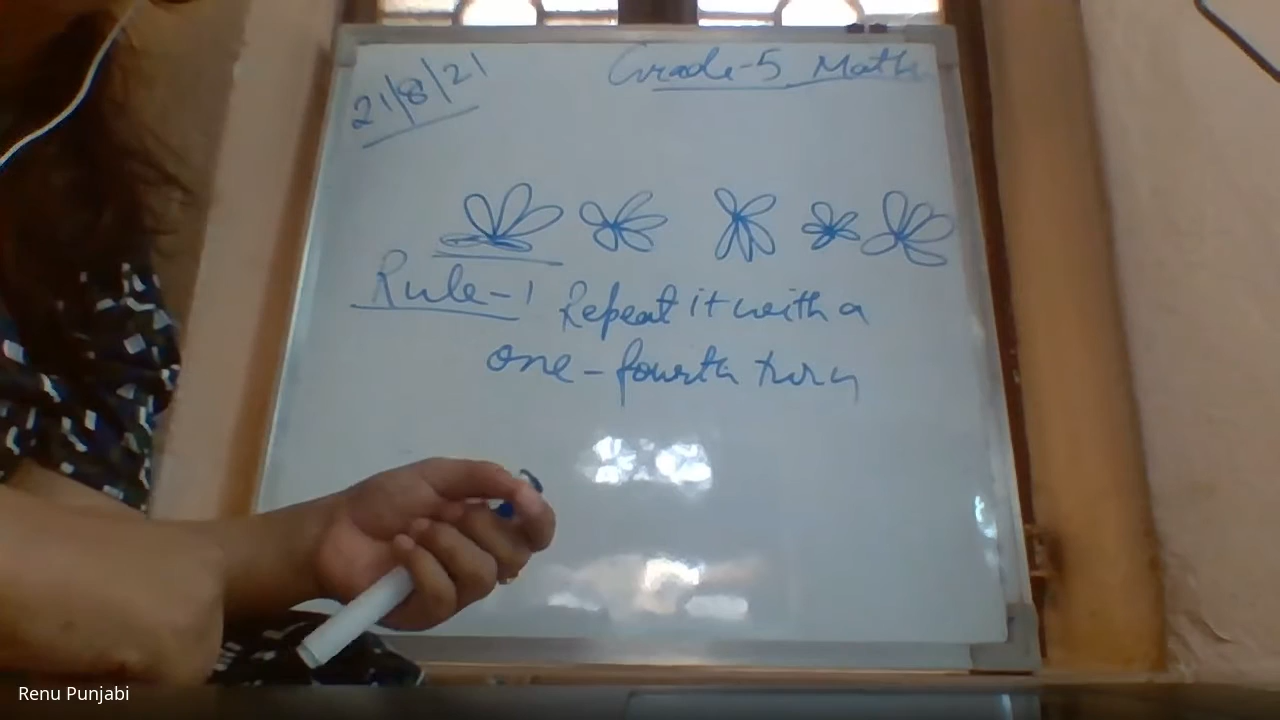 21/8/21
Grade-5 Math
Rule-1 Repeat it with a
one-fourth turn
Renu Punjabi